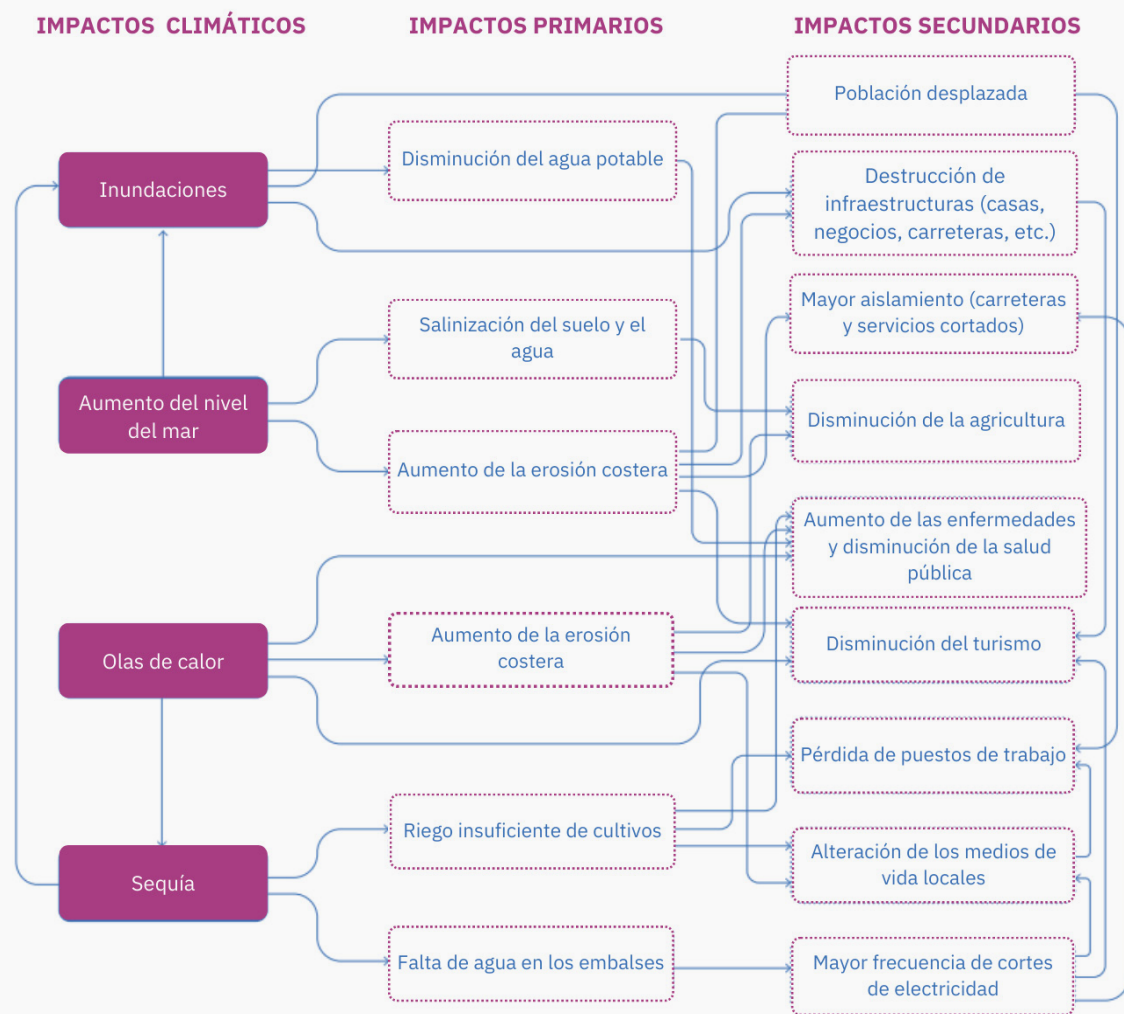 IMPACTOS CLIMÁTICOS
IMPACTOS PRIMARIOS
IMPACTOS SECUNDARIOS
Inundaciones
Aumento del nivel
del mar
Olas de calor
Sequía
Disminución del agua potable
Salinización del suelo y el
agua
Aumento de la erosión costera
Aumento de la erosión
costera
Riego insuficiente de cultivos
Falta de agua en los embalses
Población desplazada
Destrucción de
infraestructuras (casas,
negocios, carreteras, etc.)
Mayor aislamiento (carreteras
y servicios cortados)
Disminución de la agricultura
Aumento de las enfermedades
y disminución de la salud
pública
Disminución del turismo
Pérdida de puestos de trabajo
Alteración de los medios de
vida locales
Mayor frecuencia de cortes
de electricidad